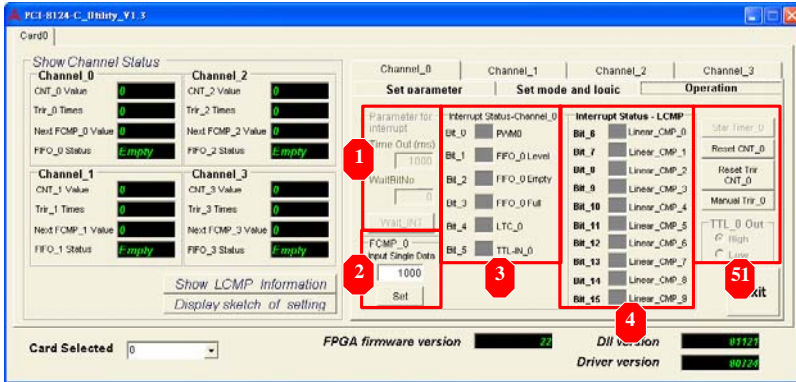 PCI-8124-C_Utility_V1.3
Card0
Show Channel Status
Channel_0
CNT_0 Value 0
Trir_0 Times 0
Next FCMP_0 Value 0
FIFO_0 Status Empty
Channel_2
CNT_2 Value 0
Trir_2 Times 0
Next FCMP_2 Value 0
FIFO_2 Status Empty
Channel_1
CNT_1 Value 0
Trir_1 Times 0
Next FCMP_1 Value 0
FIFO_1 Status Empty
Channel_3
CNT_3 Value 0
Trir_3 Times 0
Next FCMP_3 Value 0
FIFO_3 Status Empty
Show LCMP Information
Display sketch of setting
Channel_0 Channel_1 Channel_2 Channel_3
Set parameter Set mode and logic Operation
Parameter for
interrupt
Time Out (ms)
1000
WaitBitNo
0
Wait_INT
1
FCMP_0
Input Single Data
1000
Set
2
Interrupt Status-Channel_0
Bit_0 PWM0
Bit_1 FIFO_0 Level
Bit_2 FIFO_0 Empty
Bit_3 FIFO_0 Full
Bit_4 LTC_0
Bit_5 TTL-IN_0
3
Interrupt Status - LCMP
Bit_6 Linear_CMP_0
Bit_7 Linear_CMP_1
Bit_8 Linear_CMP_2
Bit_9 Linear_CMP_3
Bit_10 Linear_CMP_4
Bit_11 Linear_CMP_5
Bit_12 Linear_CMP_6
Bit_13 Linear_CMP_7
Bit_14 Linear_CMP_8
Bit_15 Linear_CMP_9
4
Star Timer_0
Reset CNT_0
Reset Trir
CNT_0
Manual Trir_0
TTL_0 Out
High
Low
51
xit
Card Selected 0
FPGA firmware version 22
Dll version 81121
Driver version 80724